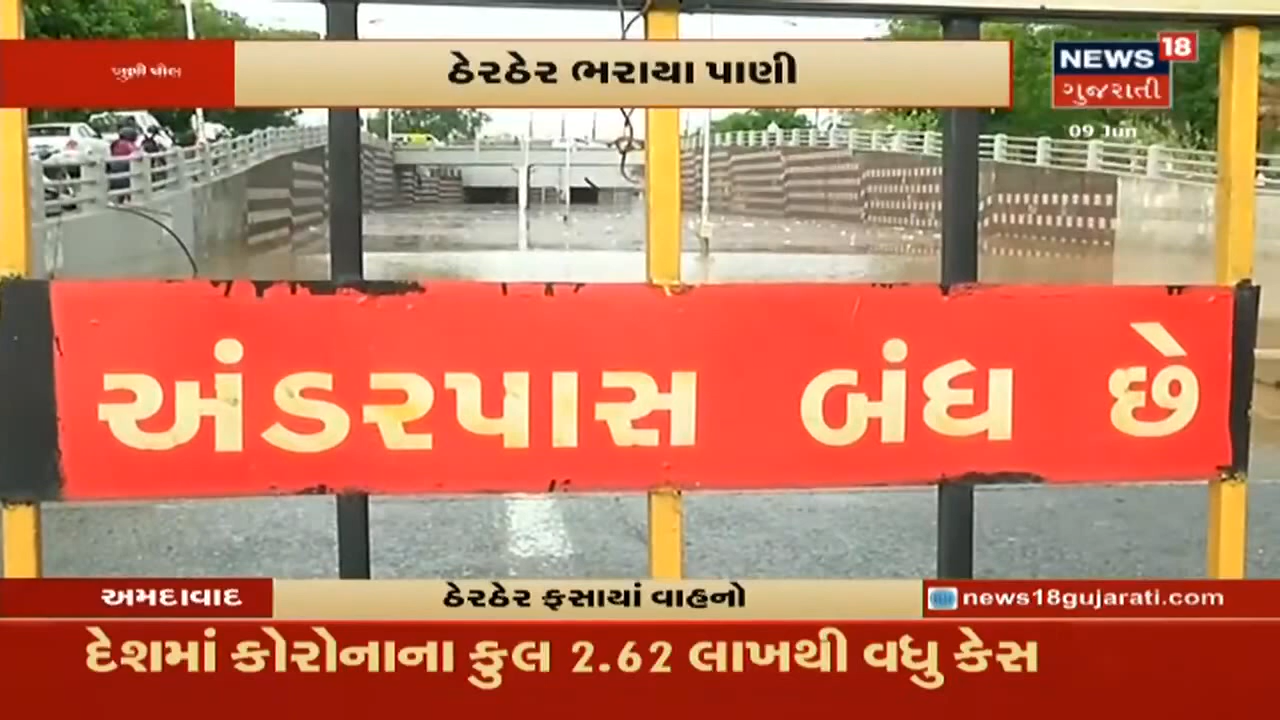 ઠેરઠેર ભરાયા પાણી
NEWS 18
ગુજરાતી
09 Jun
અંડરપાસ બંધ છે
અમદાવાદ
ઠેરઠેર ફસાયાં વાહનો
news18gujarati.com
દેશમાં કોરોનાના કુલ 2.62 લાખથી વધુ કેસ